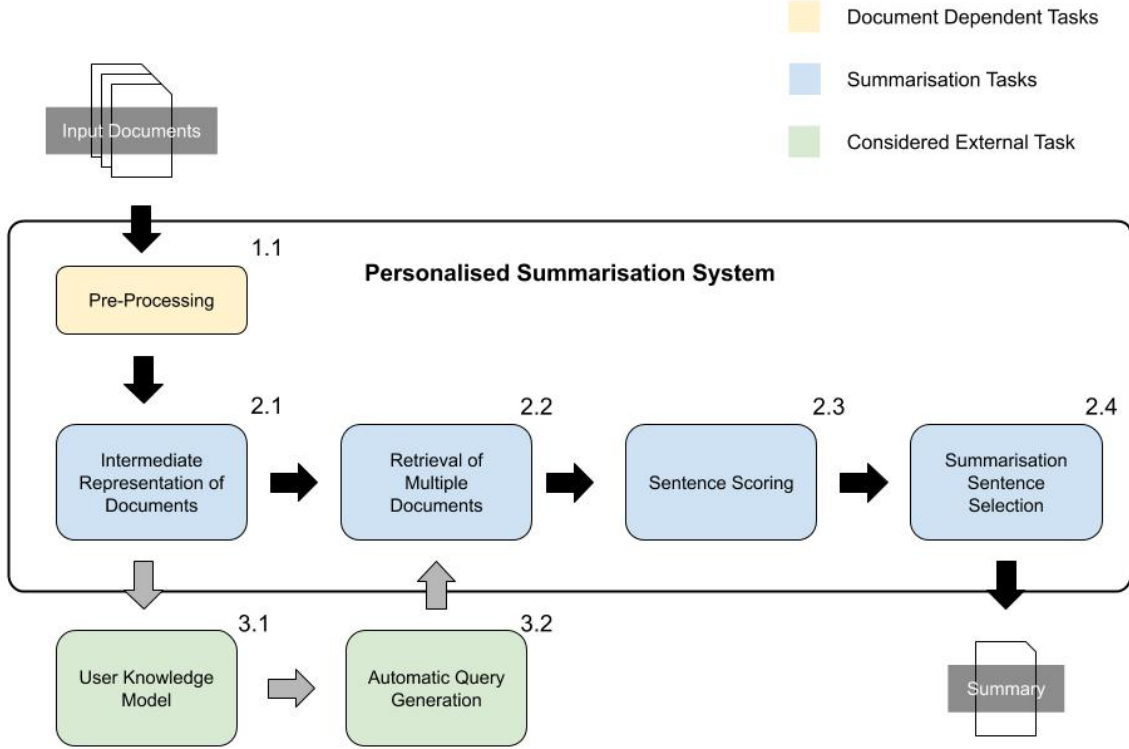 Document Dependent Tasks
Summarisation Tasks
Considered External Task
Input Documents
Personalised Summarisation System
1.1
Pre-Processing
2.1
Intermediate
Representation of
Documents
2.2
Retrieval of
Multiple
Documents
2.3
Sentence Scoring
2.4
Summarisation
Sentence
Selection
3.1
User Knowledge
Model
3.2
Automatic Query
Generation
Summary